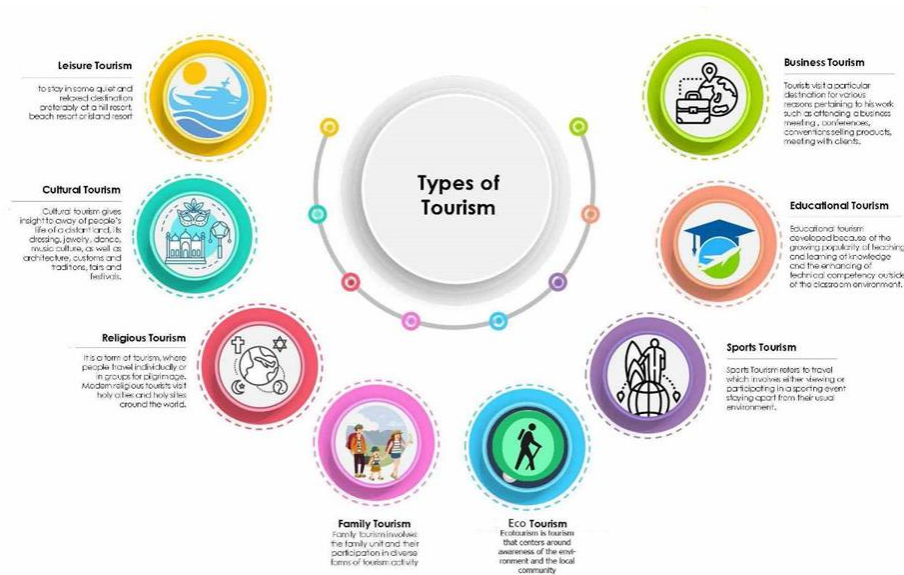 Types of
Tourism
Leisure Tourism
to stay in some quiet and
relaxed destination
preferably at a hill resort,
beach resort or island resort
Cultural Tourism
Cultural tourism gives
insight to away of people's
life of a distant land, its
dressing, jewelry, dance,
music culture, as well as
architecture, customs and
traditions, fairs and
festivals.
Religious Tourism
It is a form of tourism, where
people travel individually or
in groups for pilgrimage.
Modern religious tourists visit
holy cities and holy sites
around the world.
Family Tourism
Family tourism involves
the family unit and their
participation in diverse
forms of tourism activity
Eco Tourism
Ecotourism is tourism
that centers around
awareness of the envi-
ronment and the local
community
Sports Tourism
Sports Tourism refers to travel
which involves either viewing or
participating in a sporting event
staying apart from their usual
environment.
Educational Tourism
Educational tourism
developed because of the
growing popularity of teaching
and learning of knowledge
and the enhancing of
technical competency outside
of the classroom environment.
Business Tourism
Tourists visit a particular
destination for various
reasons pertaining to his work
such as attending a business
meeting, conferences,
conventions selling products,
meeting with clients.